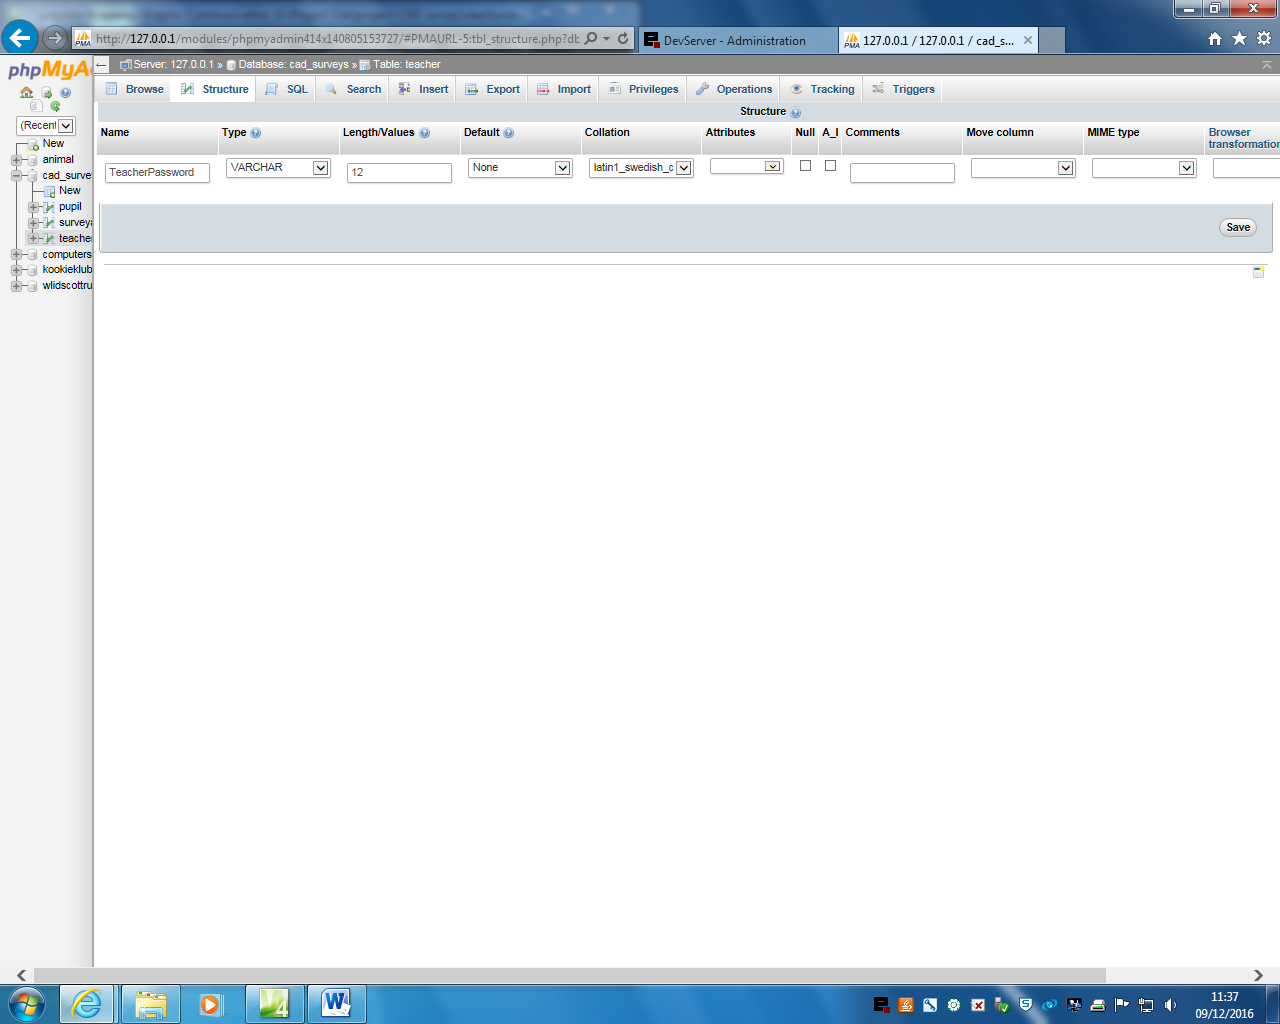 http://127.0.0.1/modules/phpmyadmin414x140805153727/#PMAURL-5:tbl_structure.php?db
DevServer - Administration
127.0.0.1 / 127.0.0.1 / cad_s...
phpMyA
Server: 127.0.0.1 » Database: cad_surveys » Table: teacher
Browse Structure SQL Search Insert Export Import Privileges Operations Tracking Triggers
(Recent
New
animal
cad_surve
New
pupil
survey
teacher
computers
kookieklub
wlidscottru
Structure
Name Type Length/Values Default Collation Attributes Null A_I Comments Move column MIME type Browser
transformation
TeacherPassword VARCHAR 12 None latin1_swedish_c
Save
11:37
09/12/2016